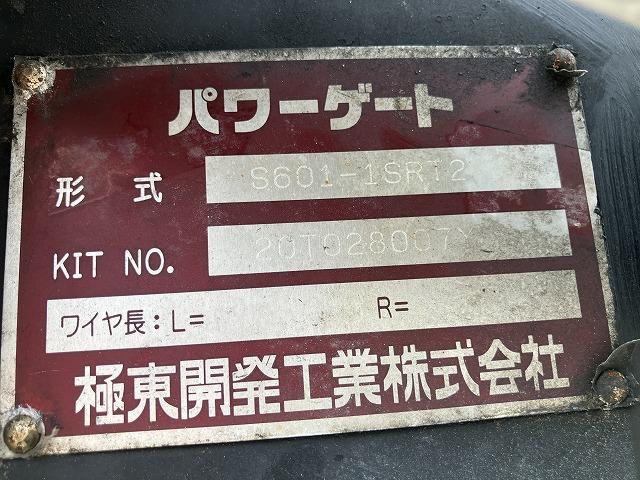 パワーゲート
形 式 S601-1SRT2
KIT NO. 20T028007X
ワイヤ長：L= R=
極東開発工業株式会社